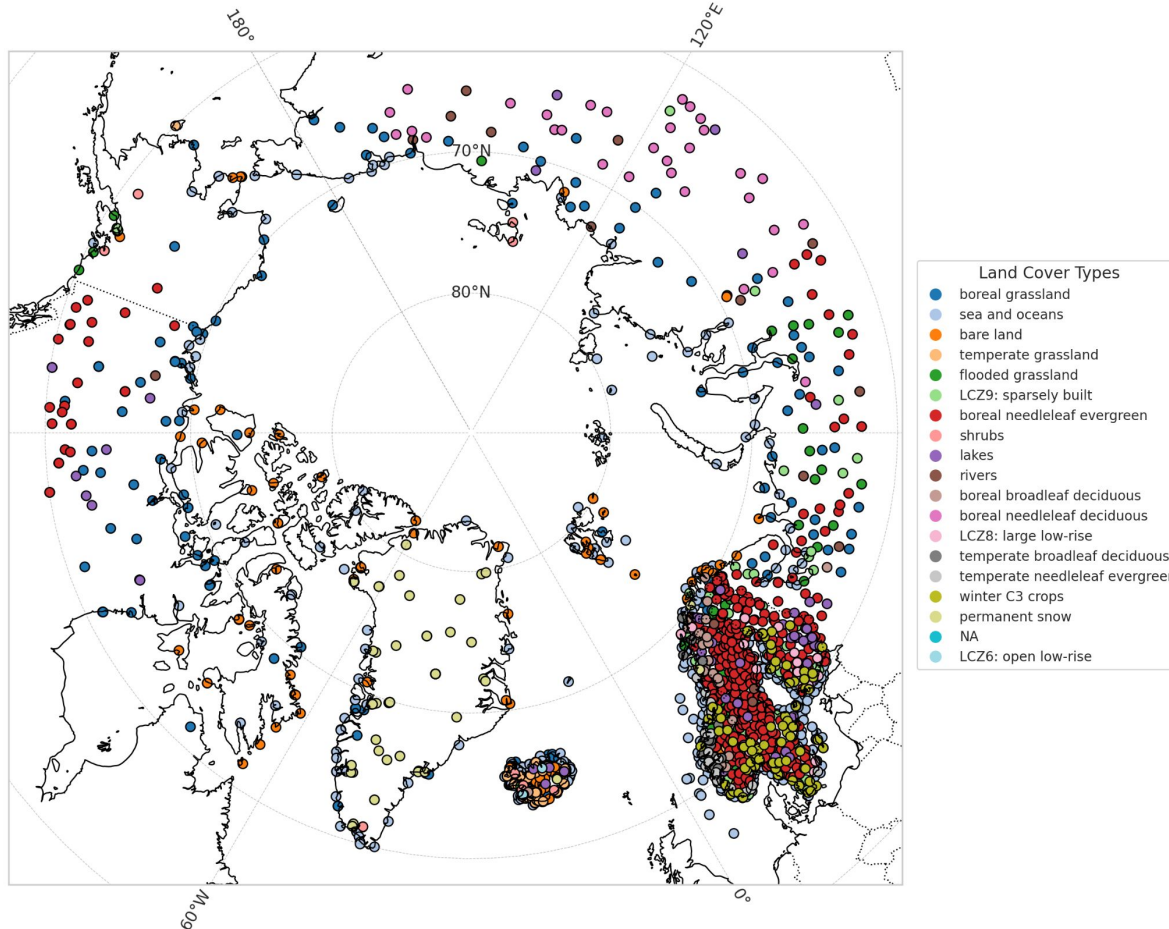 180°
120°E
70°N
80°N
60°W
0°
Land Cover Types
boreal grassland
sea and oceans
bare land
temperate grassland
flooded grassland
LCZ9: sparsely built
boreal needleleaf evergreen
shrubs
lakes
rivers
boreal broadleaf deciduous
boreal needleleaf deciduous
LCZ8: large low-rise
temperate broadleaf deciduous
temperate needleleaf evergreen
winter C3 crops
permanent snow
NA
LCZ6: open low-rise